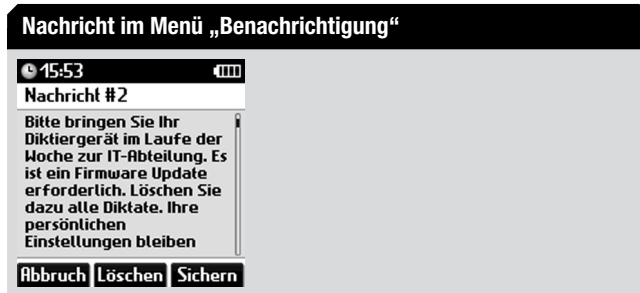 Nachricht im Menü „Benachrichtigung“
15:53
Nachricht #2
Bitte bringen Sie Ihr
Diktiergerät im Laufe der
Woche zur IT-Abteilung. Es
ist ein Firmware Update
erforderlich. Löschen Sie
dazu alle Diktate. Ihre
persönlichen
Einstellungen bleiben
Abbruch Löschen Sichern